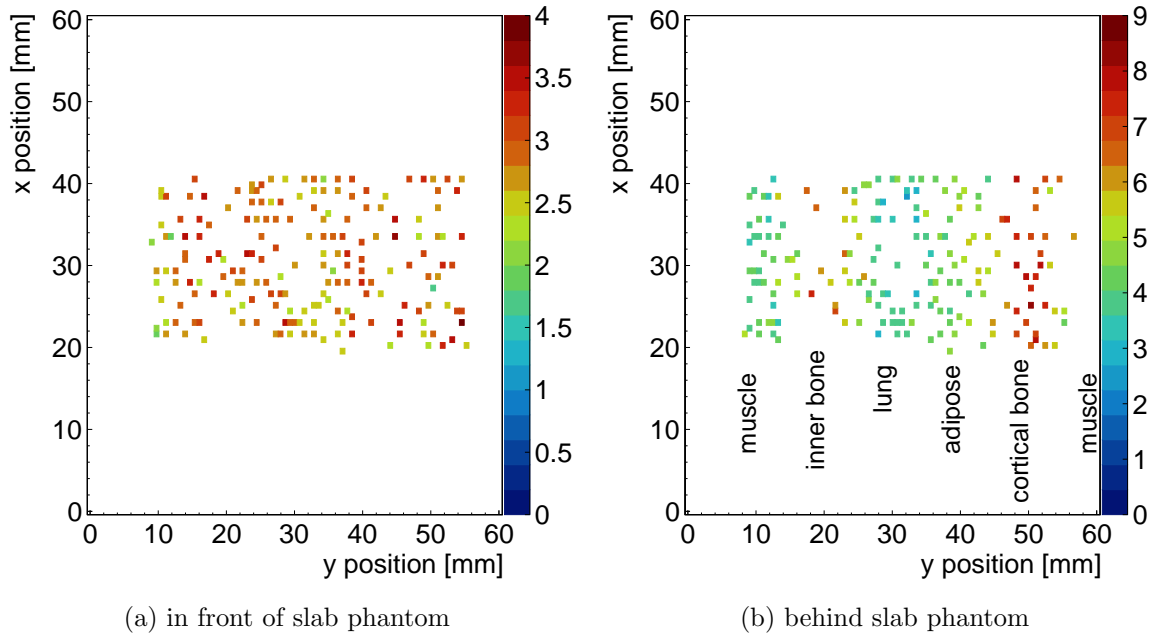 60
50
40
30
20
10
0
x position [mm]
0 10 20 30 40 50 60
y position [mm]
4
3.5
3
2.5
2
1.5
1
0.5
0
(a) in front of slab phantom
60
50
40
30
20
10
0
x position [mm]
muscle
inner bone
lung
adipose
cortical bone
muscle
0 10 20 30 40 50 60
y position [mm]
9
8
7
6
5
4
3
2
1
0
(b) behind slab phantom